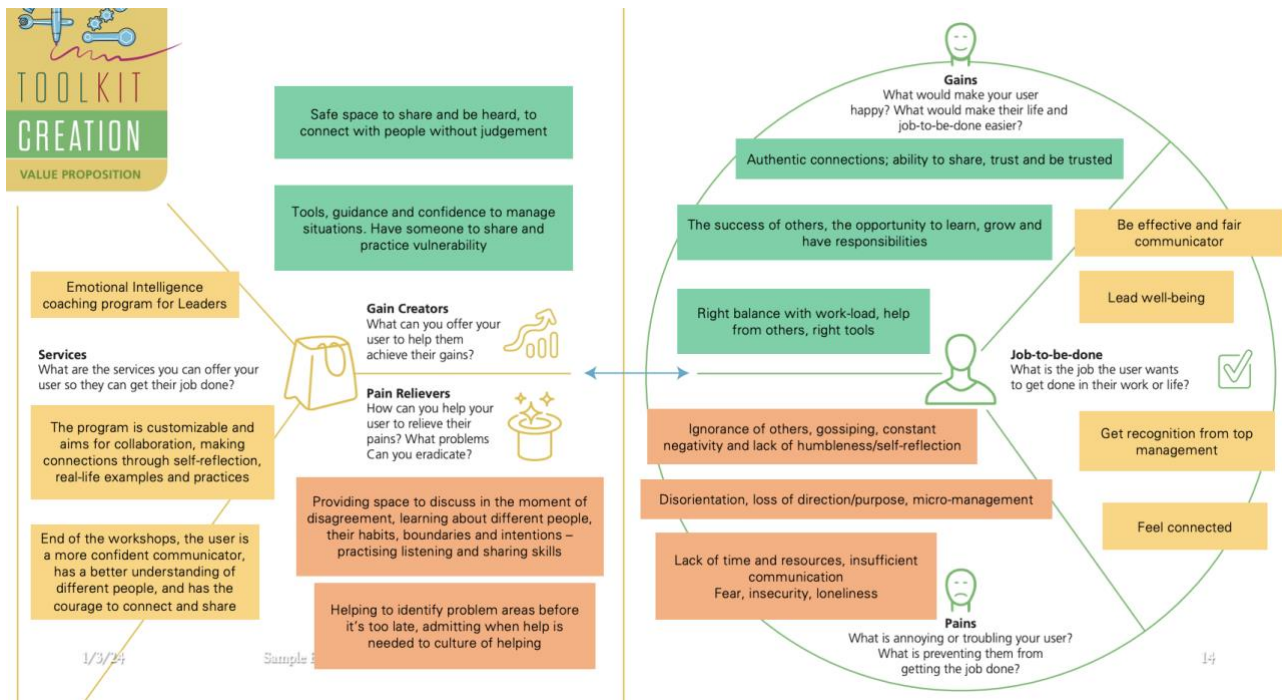 TOOLKIT
CREATION
VALUE PROPOSITION
Safe space to share and be heard, to
connect with people without judgement
Tools, guidance and confidence to manage
situations. Have someone to share and
practice vulnerability
Emotional Intelligence
coaching program for Leaders
Services
What are the services you can offer your
user so they can get their job done?
The program is customizable and
aims for collaboration, making
connections through self-reflection,
real-life examples and practices
End of the workshops, the user is
a more confident communicator,
has a better understanding of
different people, and has the
courage to connect and share
Gain Creators
What can you offer your
user to help them
achieve their gains?
Pain Relievers
How can you help your
user to relieve their
pains? What problems
Can you eradicate?
Providing space to discuss in the moment of
disagreement, learning about different people,
their habits, boundaries and intentions –
practising listening and sharing skills
Helping to identify problem areas before
it's too late, admitting when help is
needed to culture of helping
1/3/24
Sample
Gains
What would make your user
happy? What would make their life and
job-to-be-done easier?
Authentic connections; ability to share, trust and be trusted
The success of others, the opportunity to learn, grow and
have responsibilities
Right balance with work-load, help
from others, right tools
Be effective and fair
communicator
Lead well-being
Job-to-be-done
What is the job the user wants
to get done in their work or life?
Get recognition from top
management
Feel connected
Ignorance of others, gossiping, constant
negativity and lack of humbleness/self-reflection
Disorientation, loss of direction/purpose, micro-management
Lack of time and resources, insufficient
communication
Fear, insecurity, loneliness
Pains
What is annoying or troubling your user?
What is preventing them from
getting the job done?
14